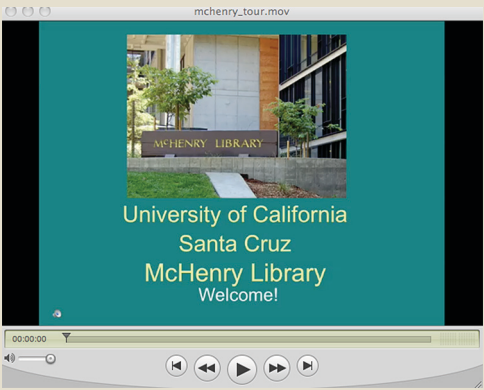 mchenry_tour.mov
McHENRY LIBRARY
University of California
Santa Cruz
McHenry Library
Welcome!
00:00:00